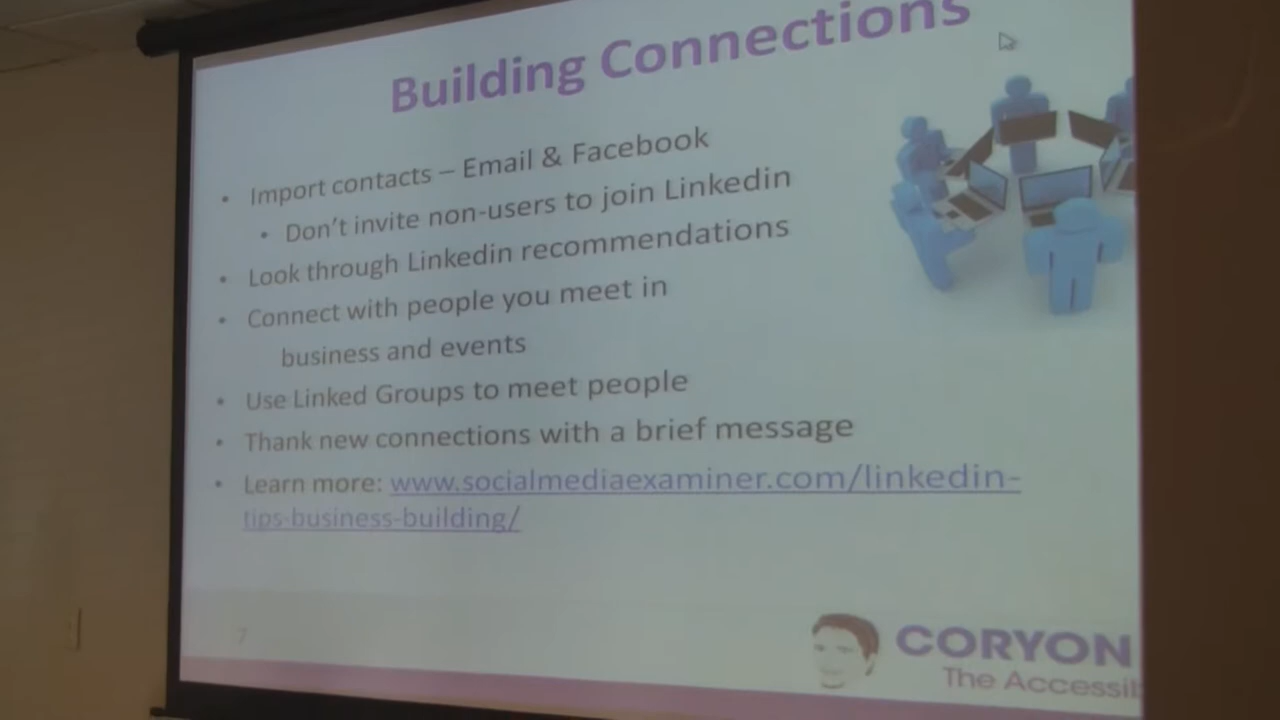 Building Connections
• Import contacts – Email & Facebook
• Don't invite non-users to join Linkedin
• Look through Linkedin recommendations
• Connect with people you meet in
business and events
• Use Linked Groups to meet people
• Thank new connections with a brief message
• Learn more: www.socialmediaexaminer.com/linkedin-
tips-business-building/
7
CORYON
The